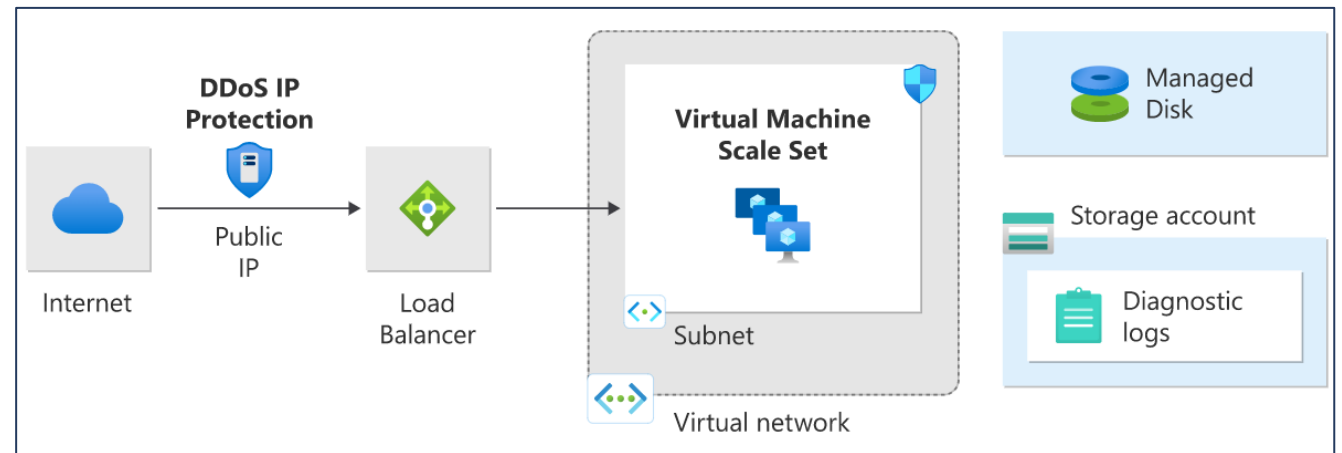 DDoS IP
Protection
Public
IP
Internet
Load
Balancer
Virtual Machine
Scale Set
Subnet
Virtual network
Managed
Disk
Storage account
Diagnostic
logs